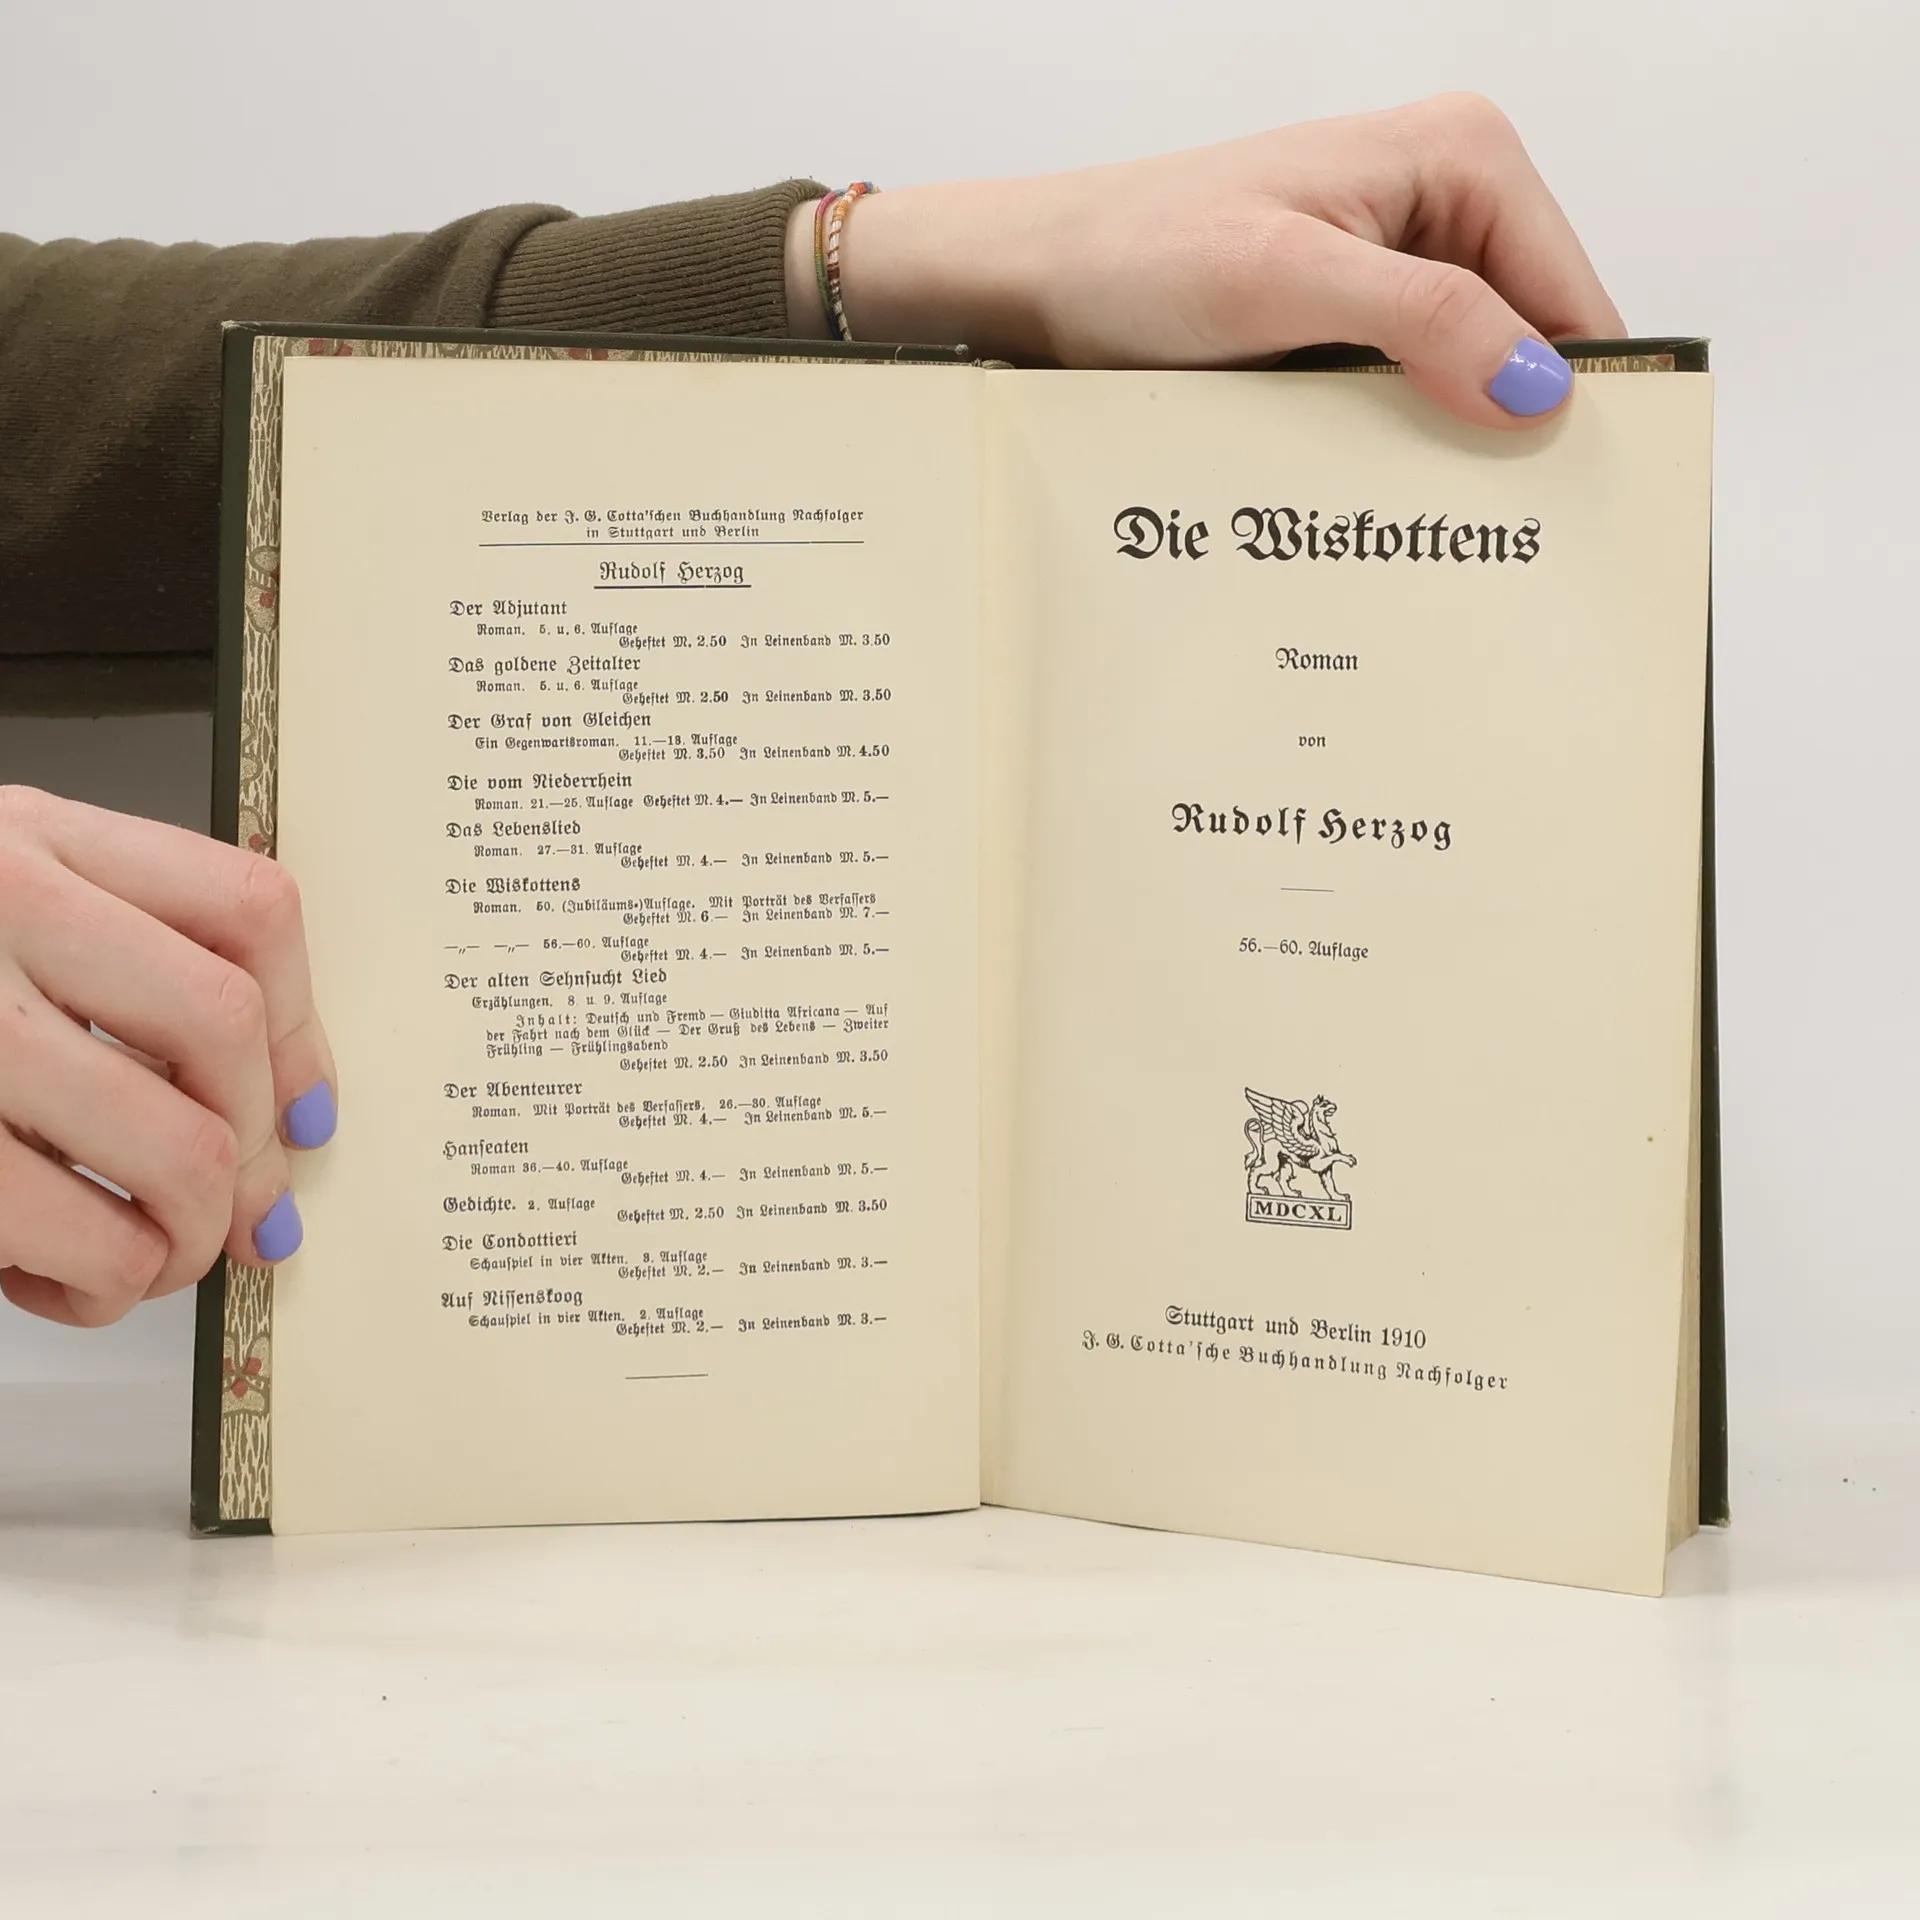 Verlag der J. G. Cotta'schen Buchhandlung Nachfolger
in Stuttgart und Berlin
Rudolf Herzog
Der Adjutant
Roman. 5. u. 6. Auflage
Geheftet M. 2.50 In Leinenband M. 3.50
Das goldene Zeitalter
Roman. 5. u. 6. Auflage
Geheftet M. 2.50 In Leinenband M. 3.50
Der Graf von Gleichen
Ein Gegenwartsroman. 11.—13. Auflage
Geheftet M. 3.50 In Leinenband M. 4.50
Die vom Niederrhein
Roman. 21.—25. Auflage Geheftet M. 4.— In Leinenband M. 5.—
Das Lebenslied
Roman. 27.—31. Auflage
Geheftet M. 4.— In Leinenband M. 5.—
Die Wiskottens
Roman. 50. (Jubiläums-)Auflage. Mit Porträt des Verfassers
Geheftet M. 6.— In Leinenband M. 7.—
—„— —„— 56.—60. Auflage
Geheftet M. 4.— In Leinenband M. 5.—
Der alten Sehnsucht Lied
Erzählungen. 8. u. 9. Auflage
Inhalt: Deutsch und Fremd — Giuditta Africana — Auf
der Fahrt nach dem Glück — Der Gruß des Lebens — Zweiter
Frühling — Frühlingsabend
Geheftet M. 2.50 In Leinenband M. 3.50
Der Abenteurer
Roman. Mit Porträt des Verfassers. 26.—30. Auflage
Geheftet M. 4.— In Leinenband M. 5.—
Hanseaten
Roman 36.—40. Auflage
Geheftet M. 4.— In Leinenband M. 5.—
Gedichte. 2. Auflage
Geheftet M. 2.50 In Leinenband M. 3.50
Die Condottieri
Schauspiel in vier Akten. 3. Auflage
Geheftet M. 2.— In Leinenband M. 3.—
Auf Nissenskoog
Schauspiel in vier Akten. 2. Auflage
Geheftet M. 2.— In Leinenband M. 3.—
Die Wiskottens
Roman
von
Rudolf Herzog
56.—60. Auflage
MDCXL
Stuttgart und Berlin 1910
J. G. Cotta'sche Buchhandlung Nachfolger